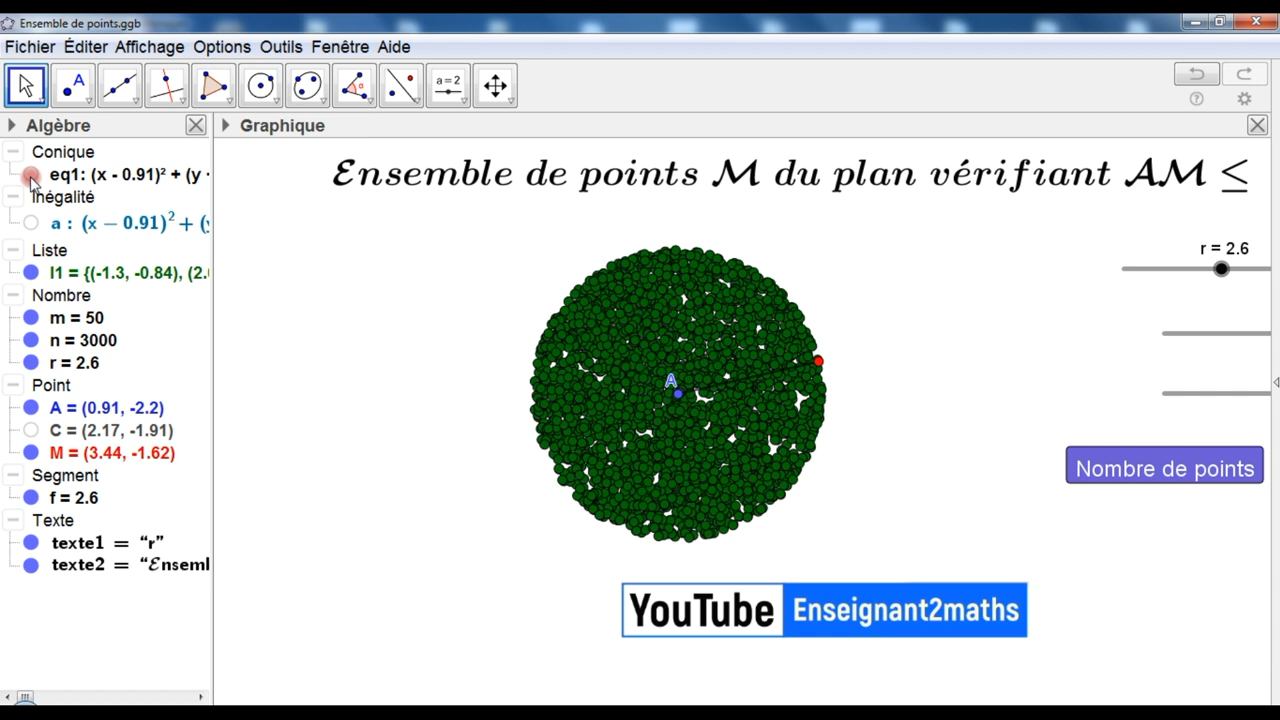 Ensemble de points.ggb
Fichier Éditer Affichage Options Outils Fenêtre Aide
A
α
a = 2
Algèbre
Graphique
Conique
eq1: (x - 0.91)² + (y
Inégalité
a : (x − 0.91)² + (y
Liste
l1 = {(-1.3, -0.84), (2.
Nombre
m = 50
n = 3000
r = 2.6
Point
A = (0.91, -2.2)
C = (2.17, -1.91)
M = (3.44, -1.62)
Segment
f = 2.6
Texte
texte1 = “r”
texte2 = “ℰnseml
ℰnsemble de points ℳ du plan vérifiant 𝒜ℳ ≤
r = 2.6
A
Nombre de points
YouTube Enseignant2maths